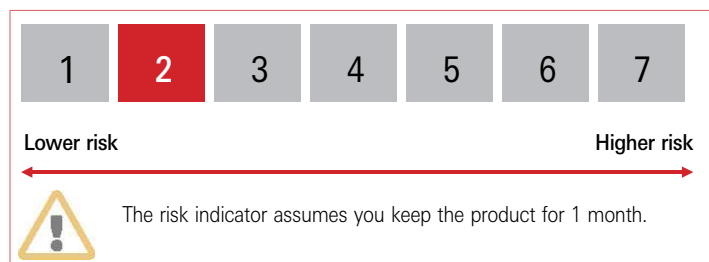 1 2 3 4 5 6 7
Lower risk Higher risk
The risk indicator assumes you keep the product for 1 month.